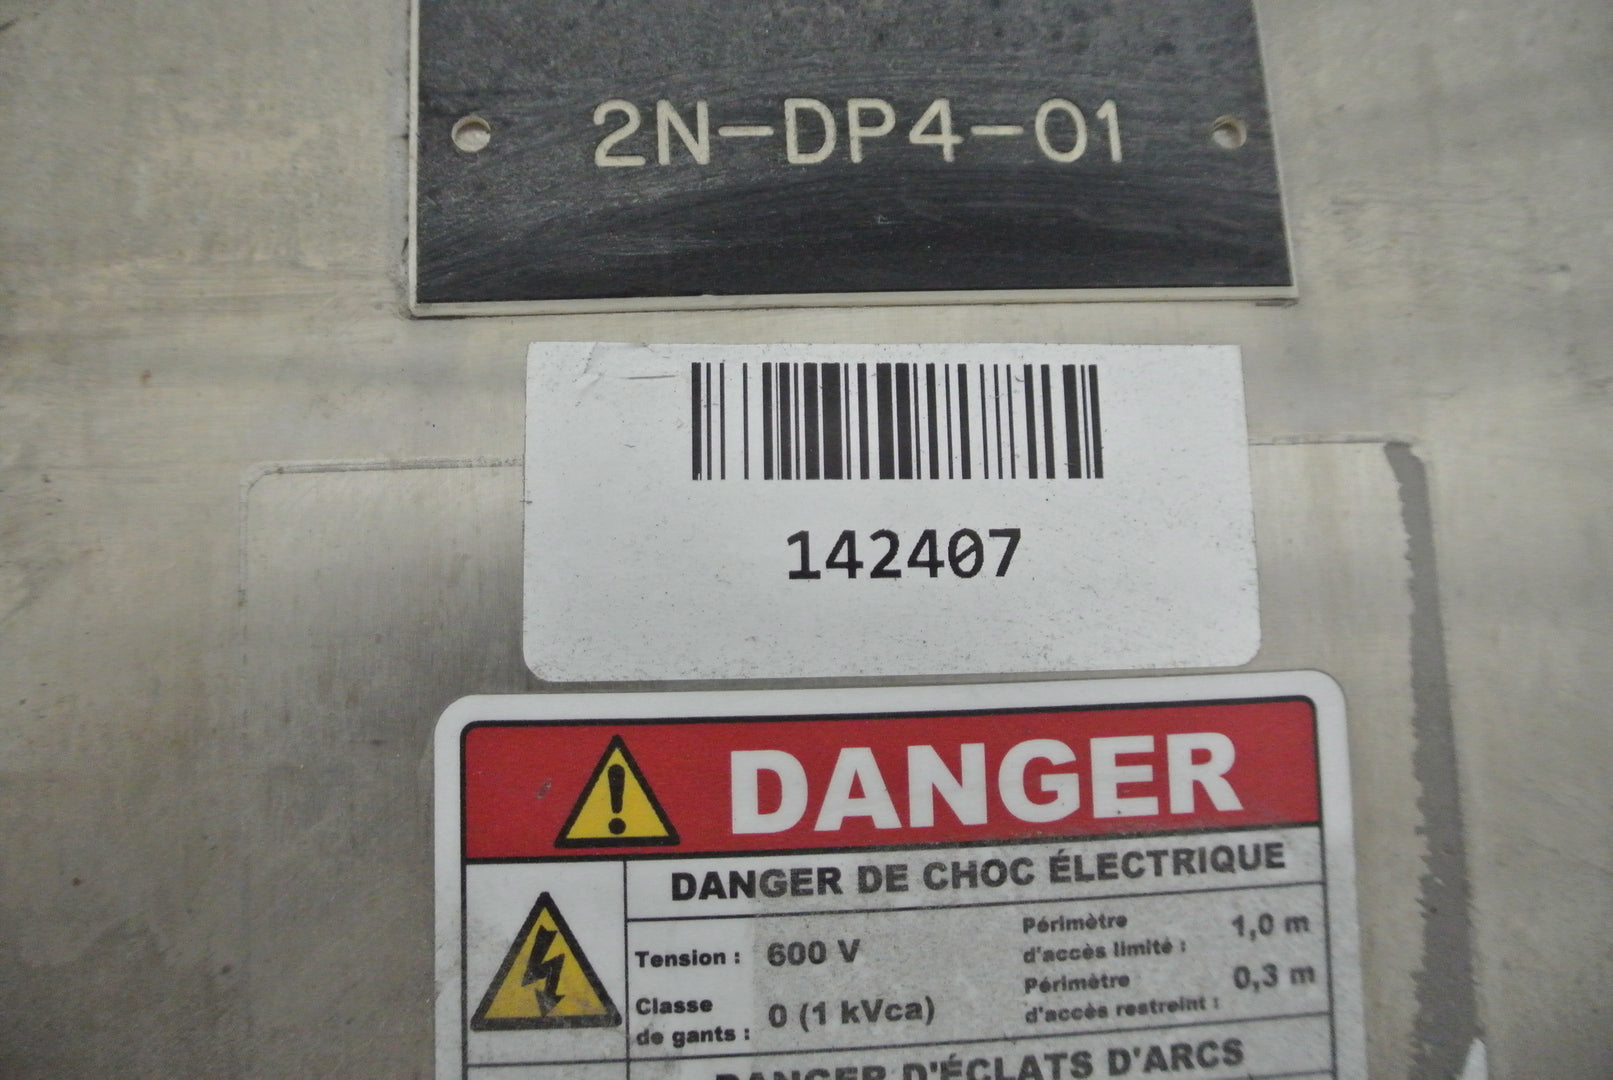 2N-DP4-01
142407
DANGER
DANGER DE CHOC ÉLECTRIQUE
Tension : 600 V
Périmètre
d'accès limité : 1,0 m
Classe
de gants : 0 (1 kVca)
Périmètre
d'accès restreint : 0,3 m
DANGER D'ÉCLATS D'ARCS